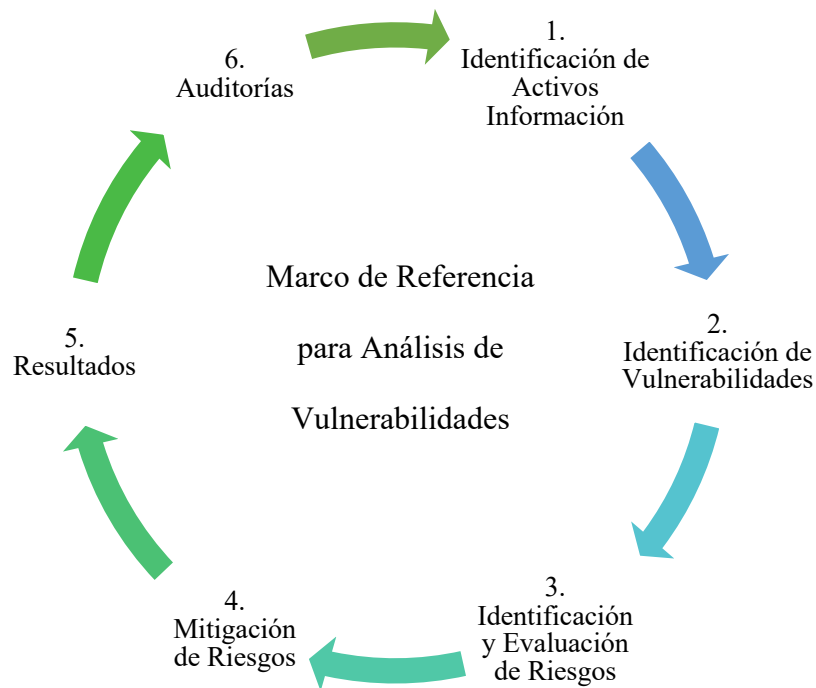 1.
Identificación de
Activos
Información
2.
Identificación de
Vulnerabilidades
3.
Identificación
y Evaluación
de Riesgos
4.
Mitigación
de Riesgos
5.
Resultados
6.
Auditorías
Marco de Referencia
para Análisis de
Vulnerabilidades